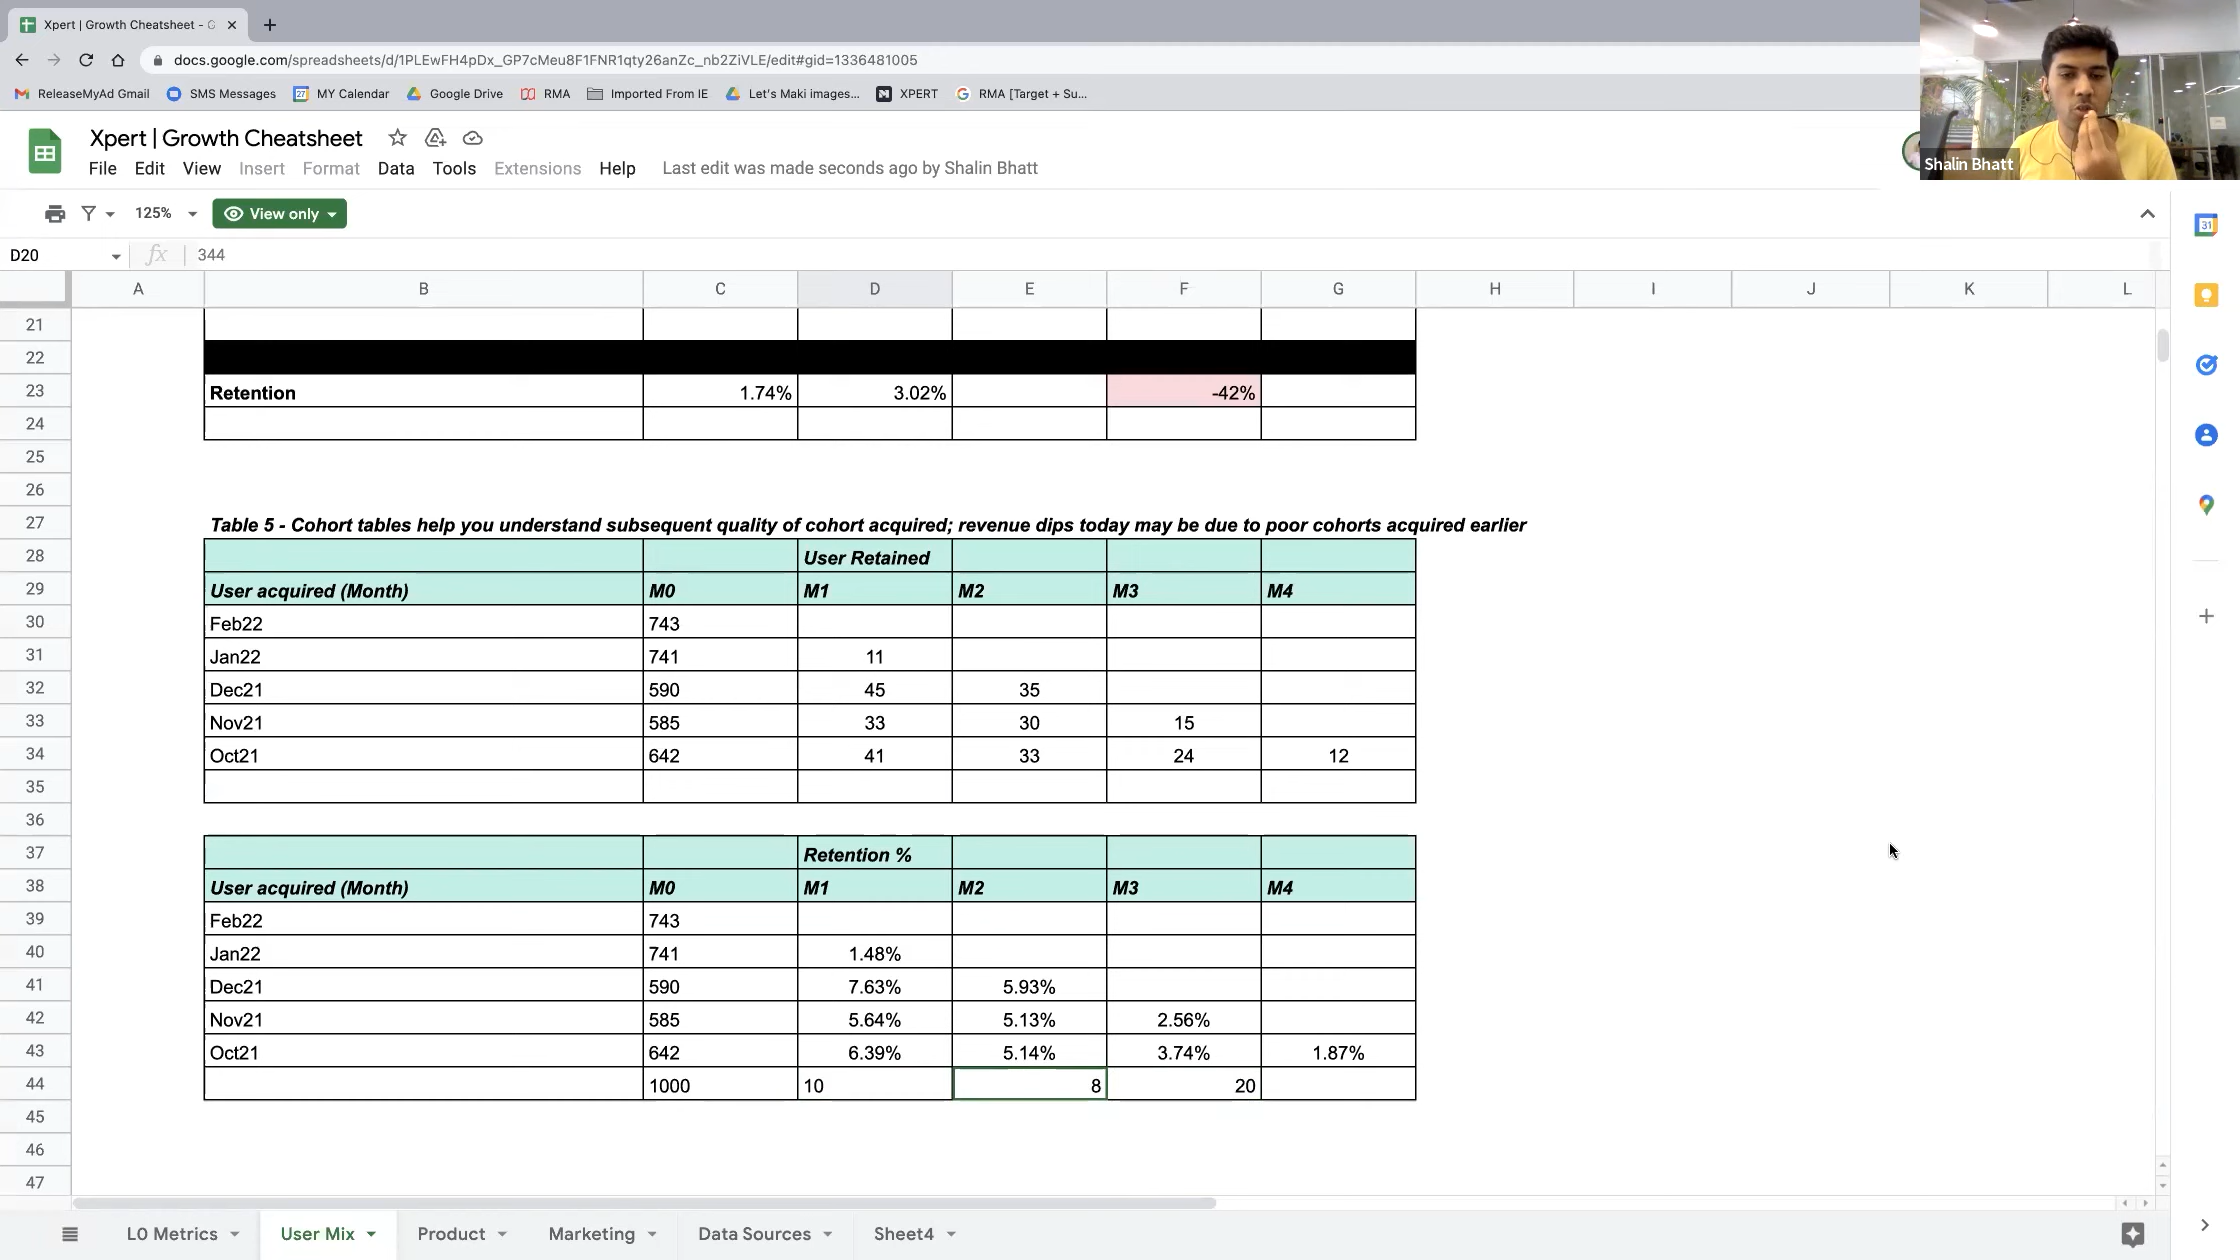 Xpert | Growth Cheatsheet - G
docs.google.com/spreadsheets/d/1PLEwFH4pDx_GP7cMeu8F1FNR1qty26anZc_nb2ZiVLE/edit#gid=1336481005
ReleaseMyAd Gmail SMS Messages 27 MY Calendar Google Drive RMA Imported From IE Let's Maki images... XPERT RMA [Target + Su...
Xpert | Growth Cheatsheet
File Edit View Insert Format Data Tools Extensions Help Last edit was made seconds ago by Shalin Bhatt
Shalin Bhatt
125% View only
31
D20 fx 344
A B C D E F G H I J K L
21
22
23 Retention 1.74% 3.02% -42%
24
25
26
27 Table 5 - Cohort tables help you understand subsequent quality of cohort acquired; revenue dips today may be due to poor cohorts acquired earlier
28 User Retained
29 User acquired (Month) M0 M1 M2 M3 M4
30 Feb22 743
31 Jan22 741 11
32 Dec21 590 45 35
33 Nov21 585 33 30 15
34 Oct21 642 41 33 24 12
35
36
37 Retention %
38 User acquired (Month) M0 M1 M2 M3 M4
39 Feb22 743
40 Jan22 741 1.48%
41 Dec21 590 7.63% 5.93%
42 Nov21 585 5.64% 5.13% 2.56%
43 Oct21 642 6.39% 5.14% 3.74% 1.87%
44 1000 10 8 20
45
46
47
L0 Metrics User Mix Product Marketing Data Sources Sheet4